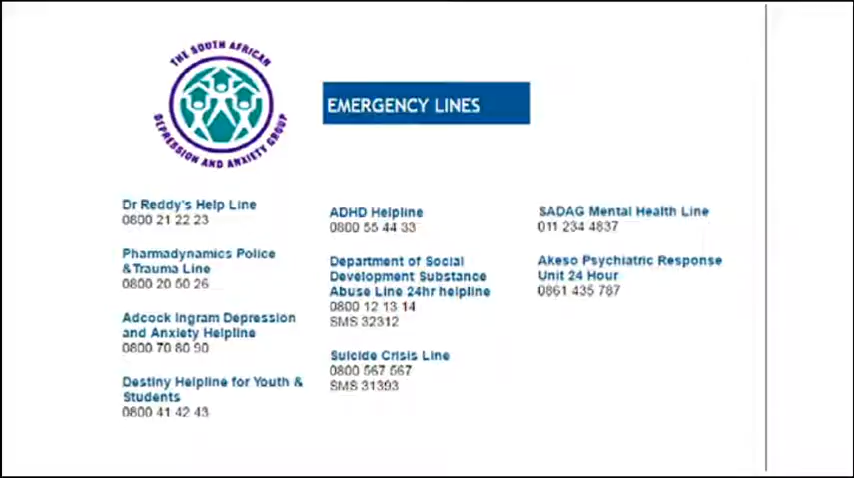 THE SOUTH AFRICAN
DEPRESSION AND ANXIETY GROUP
EMERGENCY LINES
Dr Reddy's Help Line
0800 21 22 23
Pharmadynamics Police
& Trauma Line
0800 20 50 26
Adcock Ingram Depression
and Anxiety Helpline
0800 70 80 90
Destiny Helpline for Youth &
Students
0800 41 42 43
ADHD Helpline
0800 55 44 33
Department of Social
Development Substance
Abuse Line 24hr helpline
0800 12 13 14
SMS 32312
Suicide Crisis Line
0800 567 567
SMS 31393
SADAG Mental Health Line
011 234 4837
Akeso Psychiatric Response
Unit 24 Hour
0861 435 787